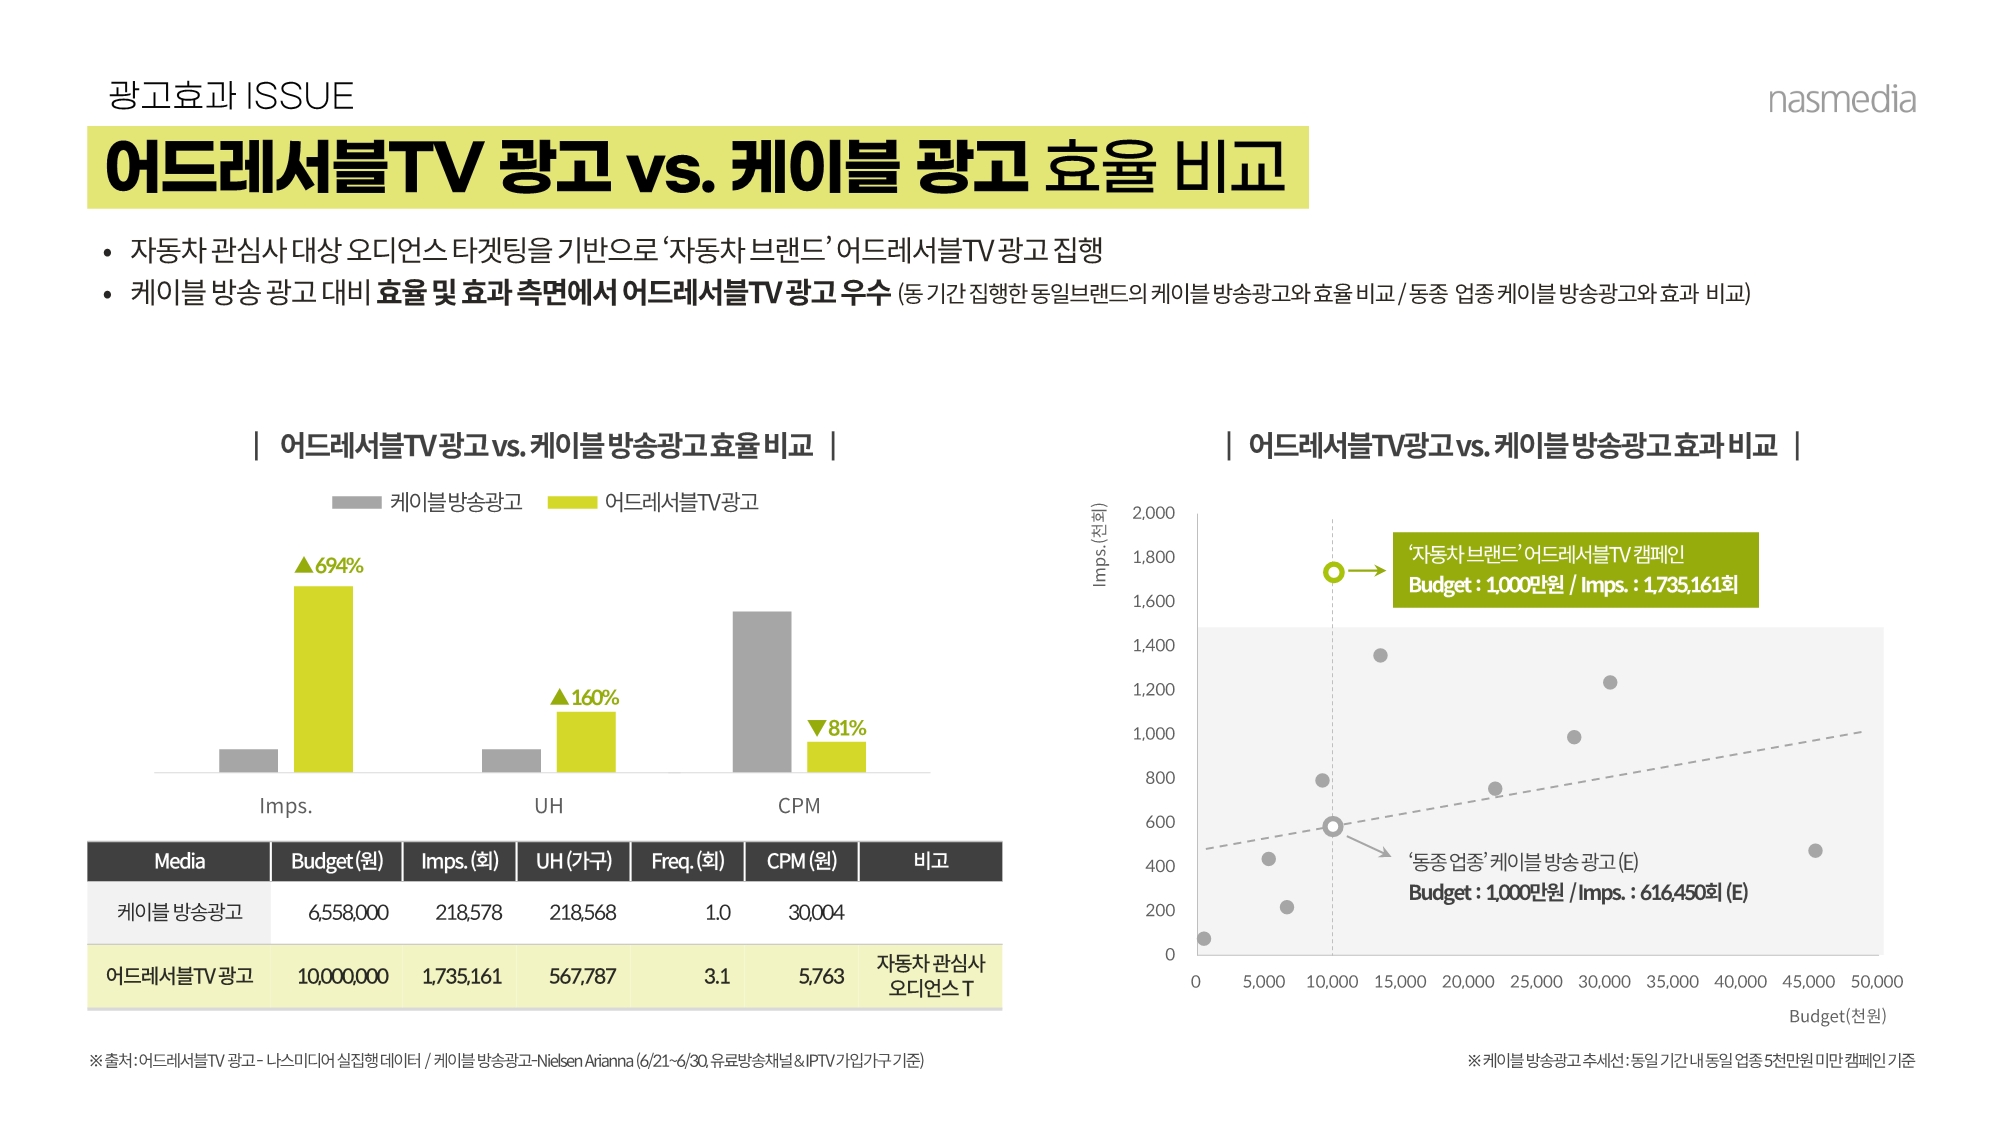 광고효과 ISSUE
nasmedia
어드레서블TV 광고 vs. 케이블 광고 효율 비교
• 자동차 관심사 대상 오디언스 타겟팅을 기반으로 ‘자동차 브랜드’ 어드레서블TV 광고 집행
• 케이블 방송 광고 대비 효율 및 효과 측면에서 어드레서블TV 광고 우수 (동 기간 집행한 동일브랜드의 케이블 방송광고와 효율 비교 / 동종 업종 케이블 방송광고와 효과 비교)
| 어드레서블TV 광고 vs. 케이블 방송광고 효율 비교 |
케이블 방송광고 어드레서블TV 광고
▲694%
▲160%
▼81%
Imps. UH CPM
Media Budget (원) Imps. (회) UH (가구) Freq. (회) CPM (원) 비고
케이블 방송광고 6,558,000 218,578 218,568 1.0 30,004
어드레서블TV 광고 10,000,000 1,735,161 567,787 3.1 5,763 자동차 관심사
오디언스 T
※ 출처 : 어드레서블TV 광고 - 나스미디어 실집행 데이터 / 케이블 방송광고-Nielsen Arianna (6/21~6/30, 유료방송채널 & IPTV 가입가구 기준)
| 어드레서블TV광고 vs. 케이블 방송광고 효과 비교 |
Imps.(천회)
2,000
1,800
1,600
1,400
1,200
1,000
800
600
400
200
0
‘자동차 브랜드’ 어드레서블TV 캠페인
Budget : 1,000만원 / Imps. : 1,735,161회
‘동종 업종’ 케이블 방송 광고 (E)
Budget : 1,000만원 / Imps. : 616,450회 (E)
0 5,000 10,000 15,000 20,000 25,000 30,000 35,000 40,000 45,000 50,000
Budget(천원)
※ 케이블 방송광고 추세선 : 동일 기간 내 동일 업종 5천만원 미만 캠페인 기준